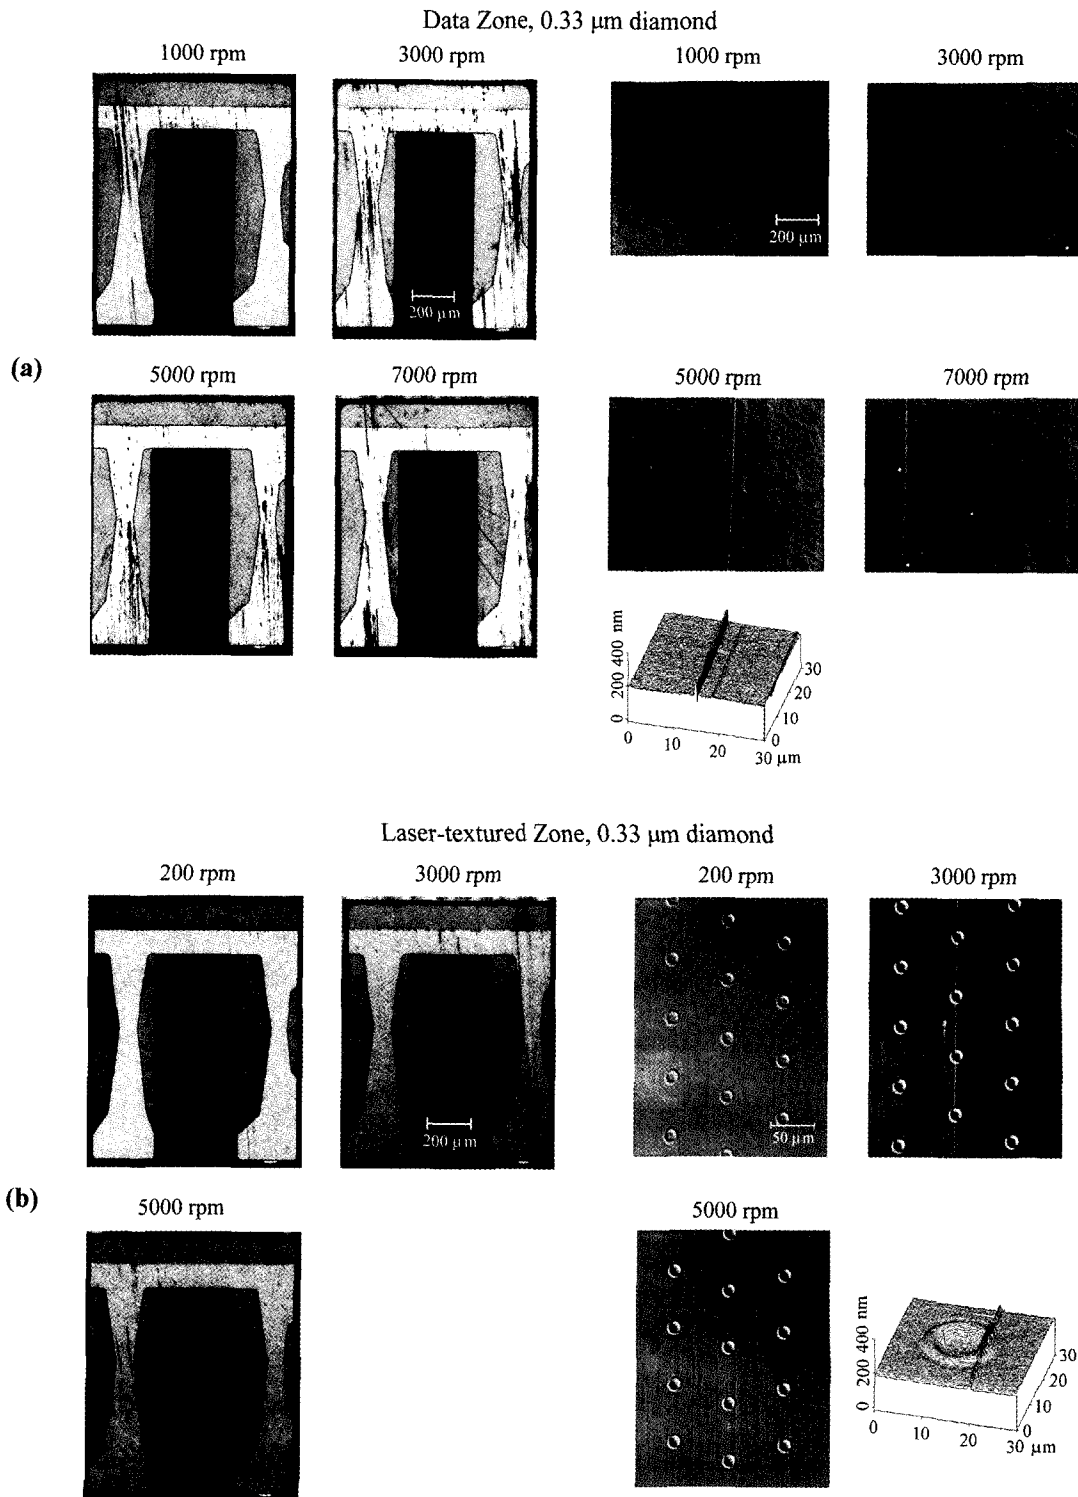 Data Zone, 0.33 μm diamond
1000 rpm 3000 rpm 1000 rpm 3000 rpm
200 μm
200 μm
(a)
5000 rpm 7000 rpm 5000 rpm 7000 rpm
0 200 400 nm
0 10 20 30 μm
0
10
20
30
Laser-textured Zone, 0.33 μm diamond
200 rpm 3000 rpm 200 rpm 3000 rpm
200 μm
50 μm
(b)
5000 rpm 5000 rpm
0 200 400 nm
0 10 20 30 μm
0
10
20
30